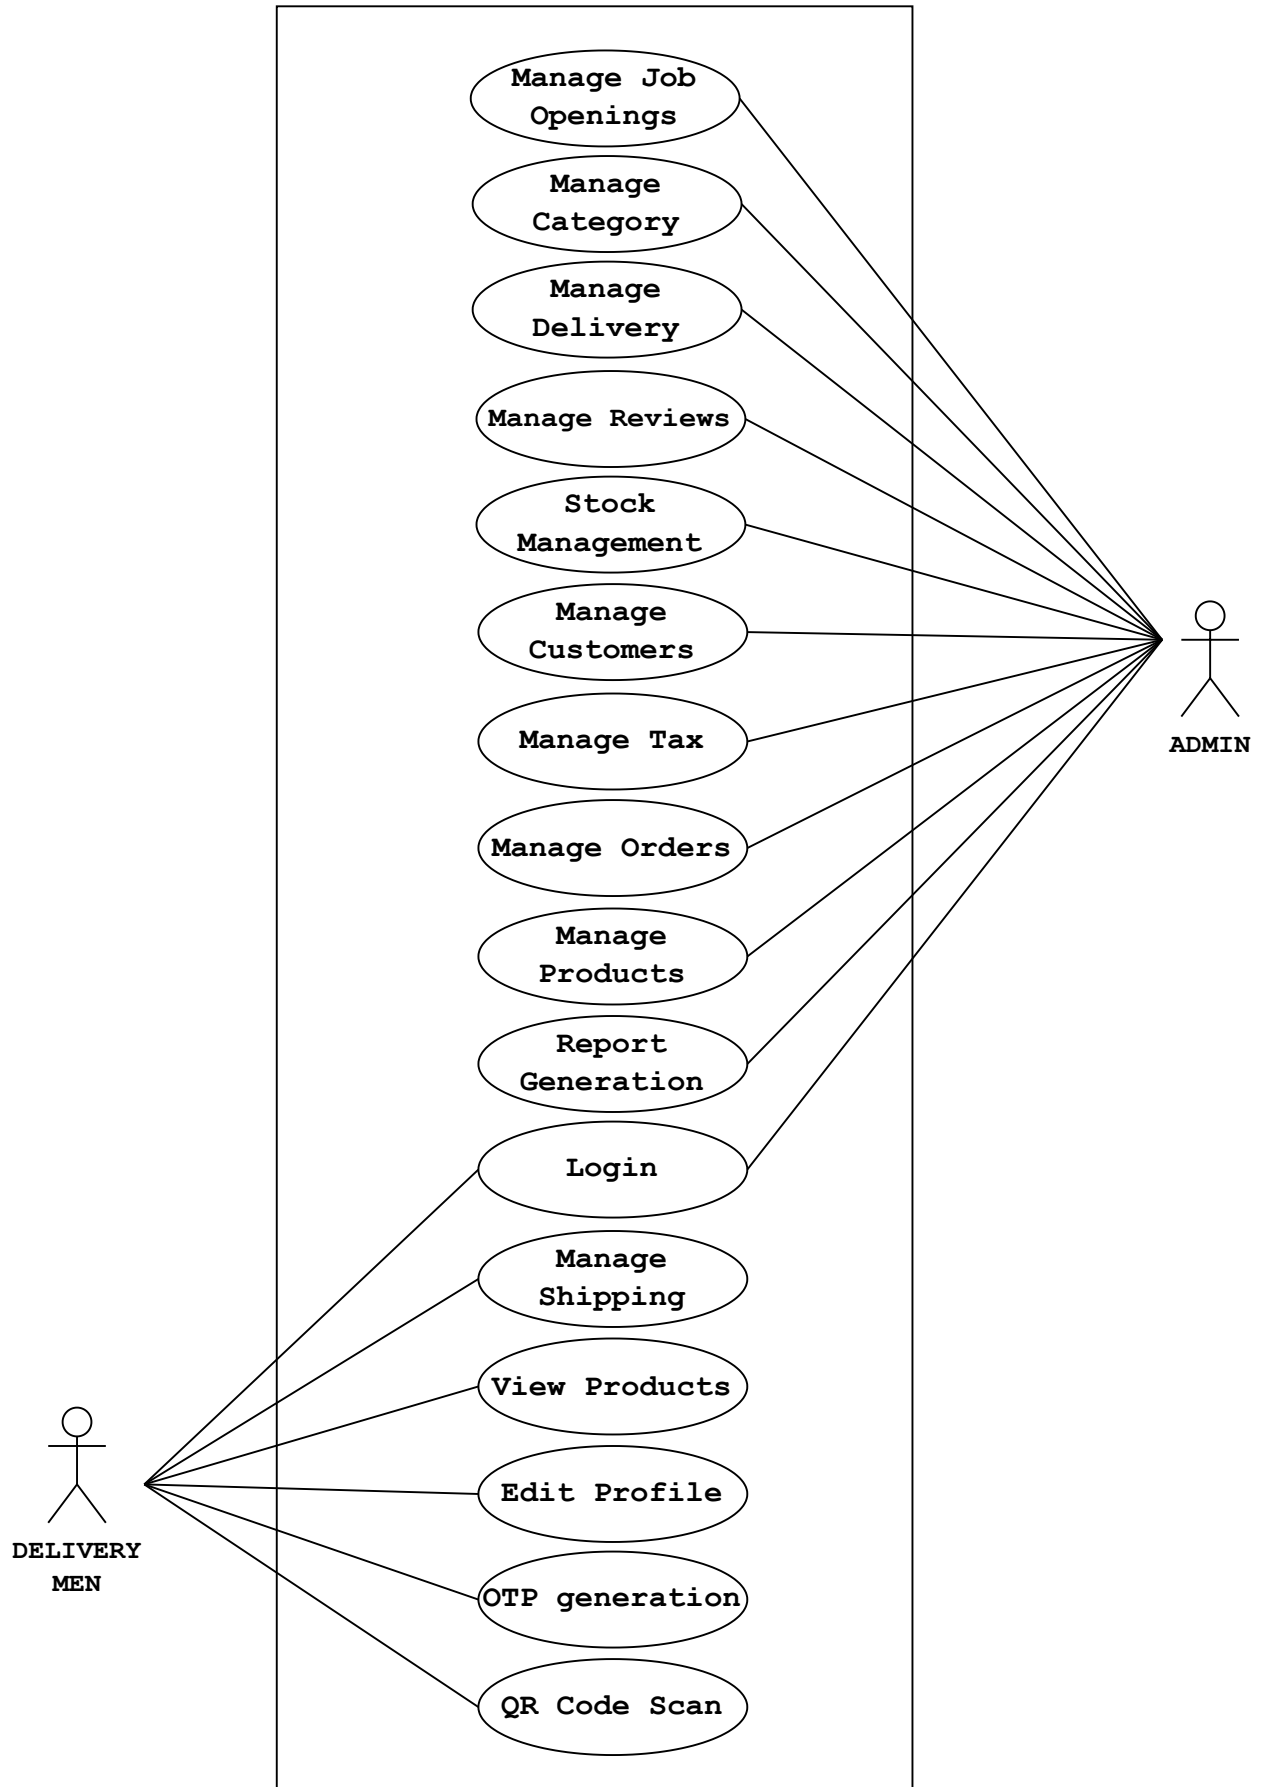 Manage Job
Openings
Manage
Category
Manage
Delivery
Manage Reviews
Stock
Management
Manage
Customers
Manage Tax
ADMIN
Manage Orders
Manage
Products
Report
Generation
Login
Manage
Shipping
View Products
Edit Profile
DELIVERY
MEN
OTP generation
QR Code Scan